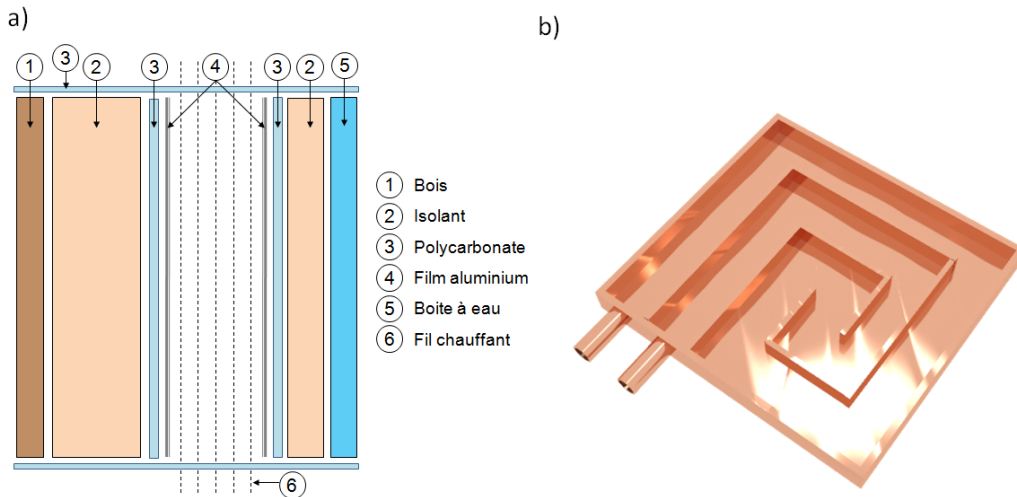 a)
b)
3
1 2 3 4 3 2 5
1 Bois
2 Isolant
3 Polycarbonate
4 Film aluminium
5 Boite à eau
6 Fil chauffant
6